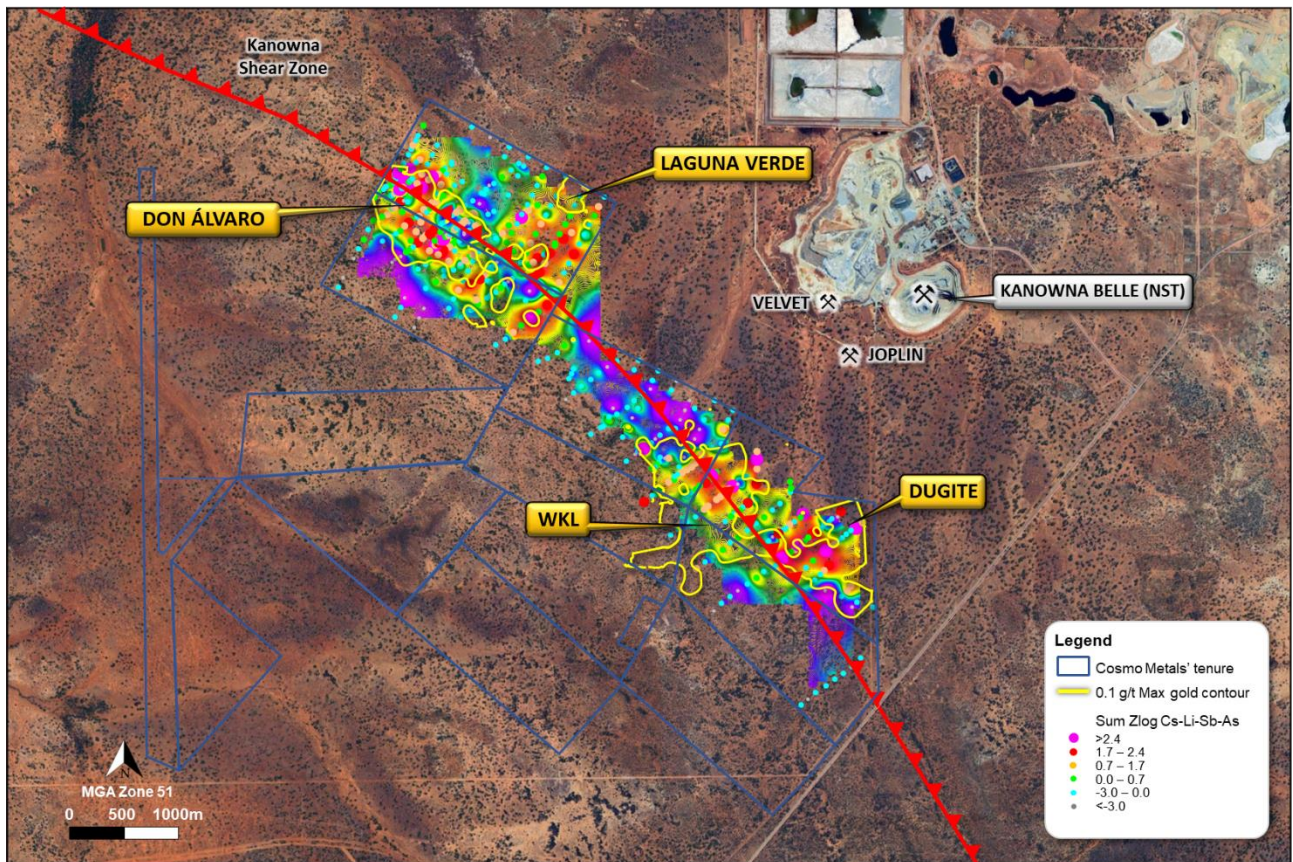 Kanowna
Shear Zone
LAGUNA VERDE
DON ÁLVARO
VELVET
KANOWNA BELLE (NST)
JOPLIN
WKL
DUGITE
N
MGA Zone 51
0 500 1000m
Legend
Cosmo Metals' tenure
0.1 g/t Max gold contour
Sum Zlog Cs-Li-Sb-As
>2.4
1.7 – 2.4
0.7 – 1.7
0.0 – 0.7
-3.0 – 0.0
<-3.0